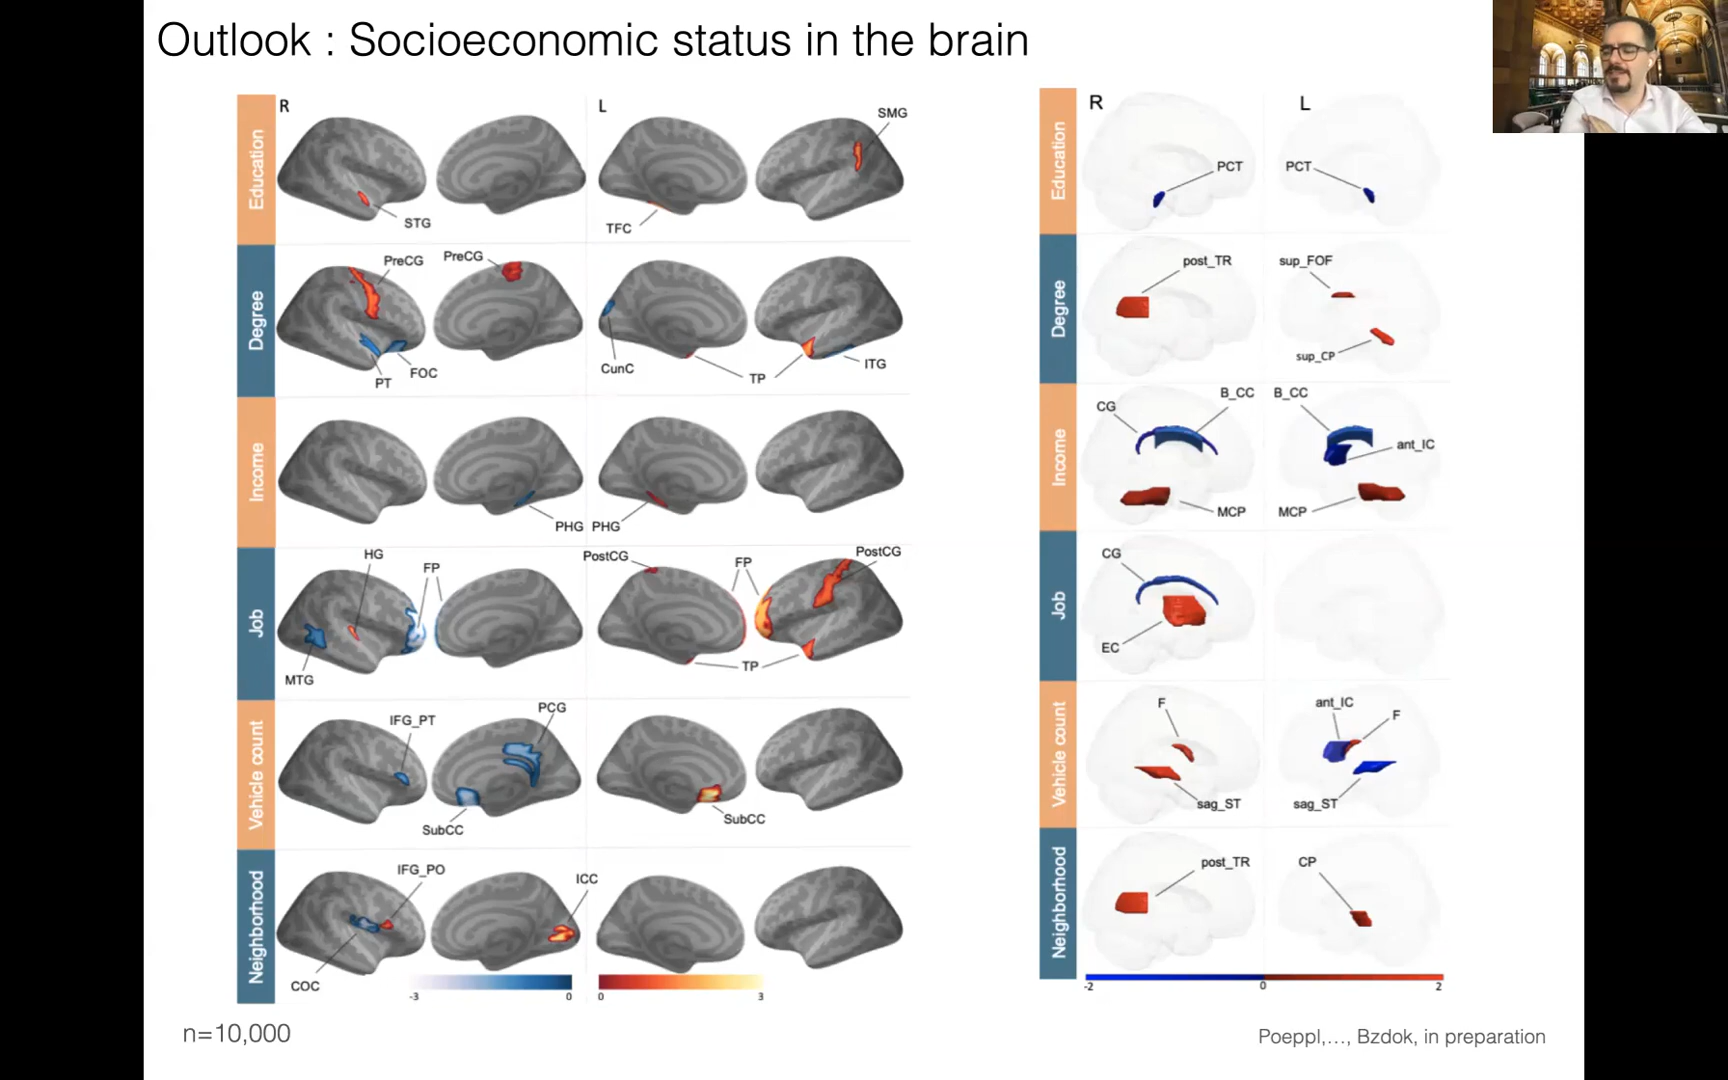 Outlook : Socioeconomic status in the brain
R
L
Education
STG
TFC
SMG
Degree
PreCG
PreCG
PT
FOC
CunC
TP
ITG
Income
PHG
PHG
Job
HG
FP
MTG
PostCG
FP
PostCG
TP
Vehicle count
IFG_PT
PCG
SubCC
SubCC
Neighborhood
IFG_PO
COC
ICC
-3
0
0
3
R
L
Education
PCT
PCT
Degree
post_TR
sup_FOF
sup_CP
Income
CG
B_CC
B_CC
ant_IC
MCP
MCP
Job
CG
EC
Vehicle count
F
sag_ST
ant_IC
F
sag_ST
Neighborhood
post_TR
CP
-2
0
2
n=10,000
Poeppl,..., Bzdok, in preparation